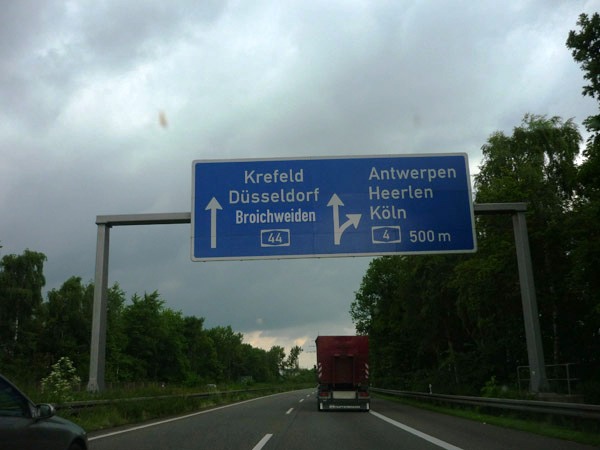 Krefeld
Düsseldorf
Broichweiden
44
Antwerpen
Heerlen
Köln
4 500 m